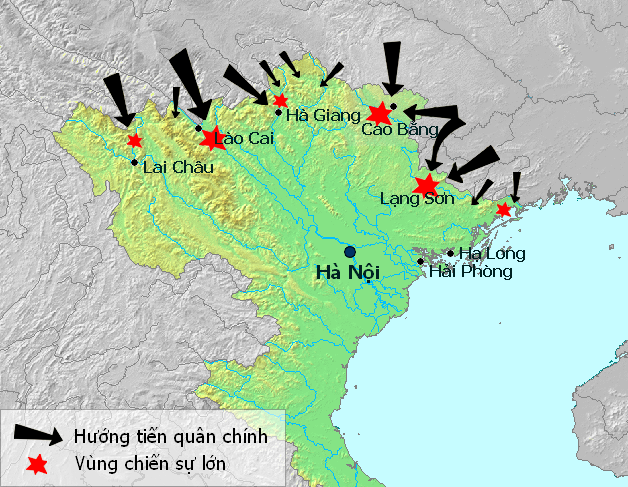 Hà Giang
Cao Bằng
Lào Cai
Lai Châu
Lạng Sơn
Hạ Long
Hà Nội
Hải Phòng
Hướng tiến quân chính
Vùng chiến sự lớn